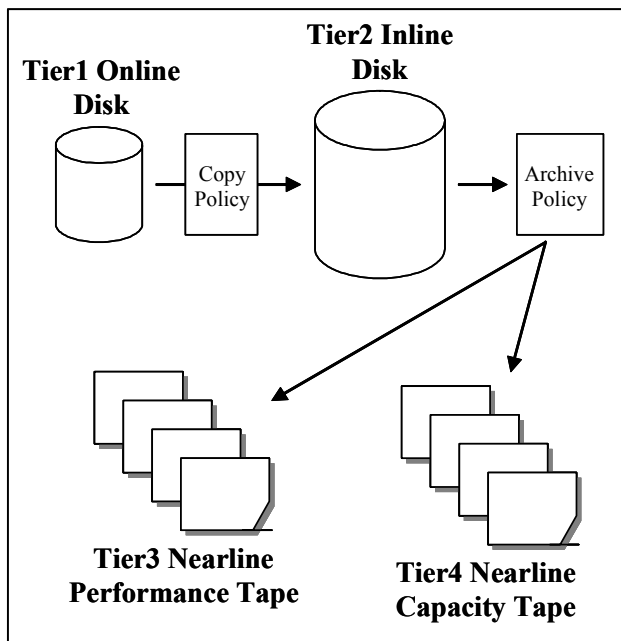 Tier1 Online
Disk
Tier2 Inline
Disk
Copy
Policy
Archive
Policy
Tier3 Nearline
Performance Tape
Tier4 Nearline
Capacity Tape